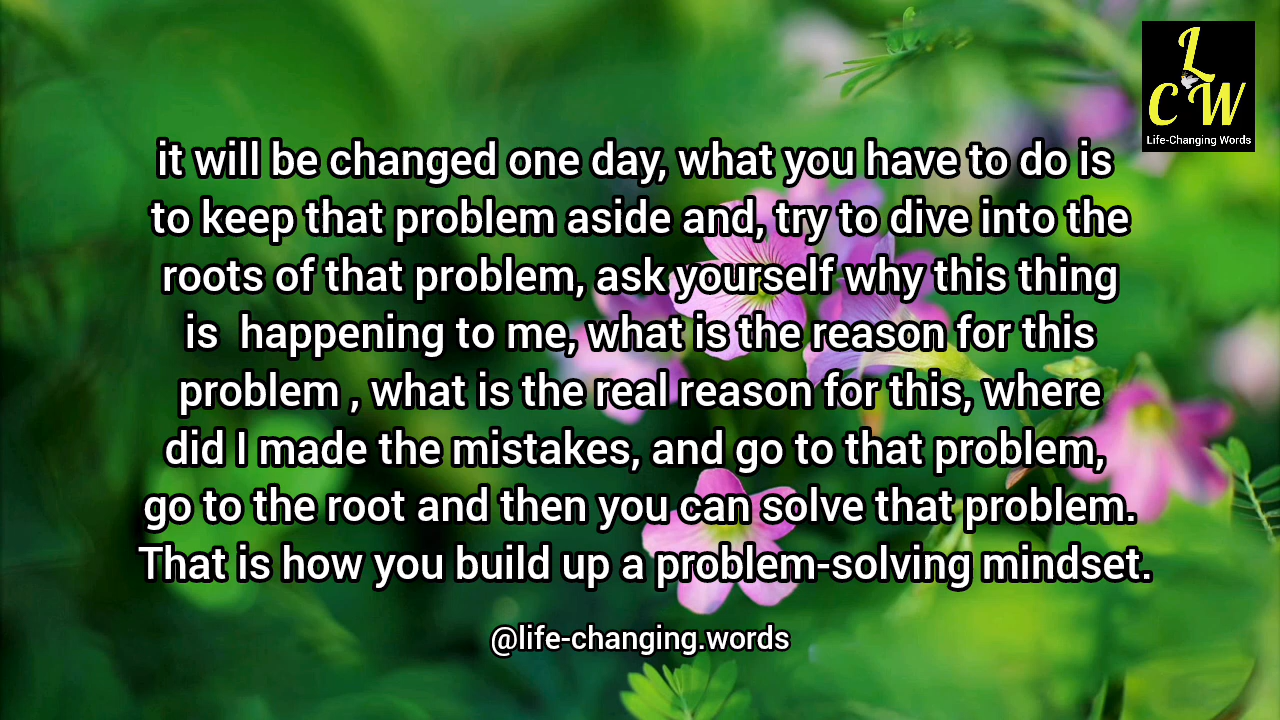 L
C W
Life-Changing Words
it will be changed one day, what you have to do is
to keep that problem aside and, try to dive into the
roots of that problem, ask yourself why this thing
is  happening to me, what is the reason for this
problem , what is the real reason for this, where
did I made the mistakes, and go to that problem,
go to the root and then you can solve that problem.
That is how you build up a problem-solving mindset.
@life-changing.words